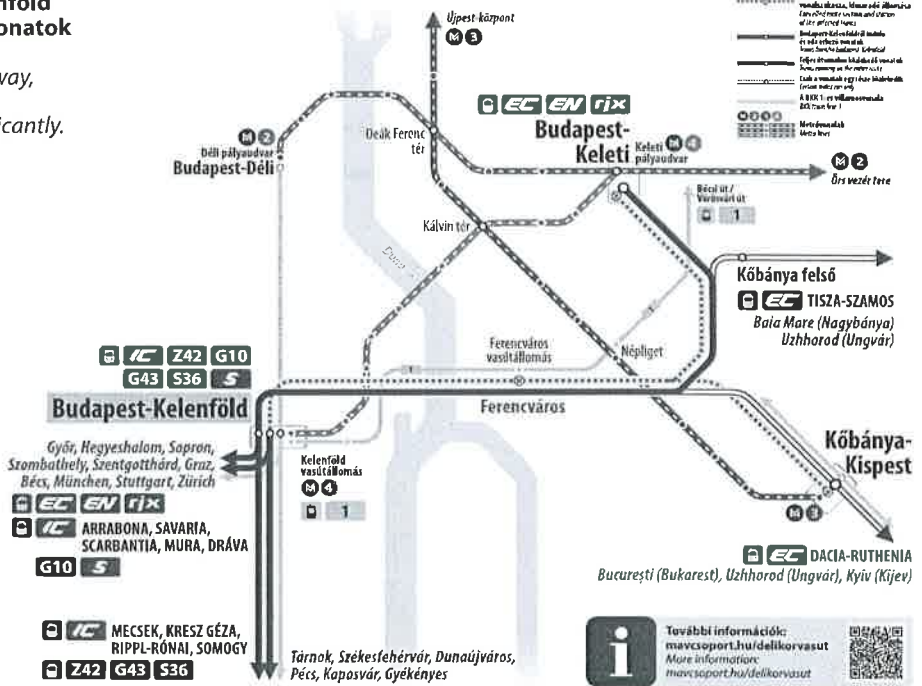 enföld
onatok
way,
icantly.
Újpest-központ
M 3
EC EN rjx
Budapest-
Keleti
Keleti M 4
pályaudvar
M 2
Déli pályaudvar
Budapest-Déli
Deák Ferenc
tér
M 2
Örs vezér tere
Bécsi út /
Vörösvári út
1
Kálvin tér
Duna
Kőbánya felső
EC TISZA-SZAMOS
Baia Mare (Nagybánya)
Uzhhorod (Ungvár)
Ferencváros
vasútállomás
Népliget
IC Z42 G10
G43 S36 S
Budapest-Kelenföld
Ferencváros
Győr, Hegyeshalom, Sopron,
Szombathely, Szentgotthárd, Graz,
Bécs, München, Stuttgart, Zürich
EC EN rjx
IC ARRABONA, SAVARIA,
SCARBANTIA, MURA, DRÁVA
G10 S
Kelenföld
vasútállomás
M 4
1
Kőbánya-
Kispest
M 3
EC DACIA-RUTHENIA
București (Bukarest), Uzhhorod (Ungvár), Kyiv (Kijev)
IC MECSEK, KRESZ GÉZA,
RIPPL-RÓNAI, SOMOGY
Z42 G43 S36
Tárnok, Székesfehérvár, Dunaújváros,
Pécs, Kaposvár, Gyékényes
i
További információk:
mavcsoport.hu/delikorvasut
More information:
mavcsoport.hu/delikorvasut
Metróvonalak
Metro lines